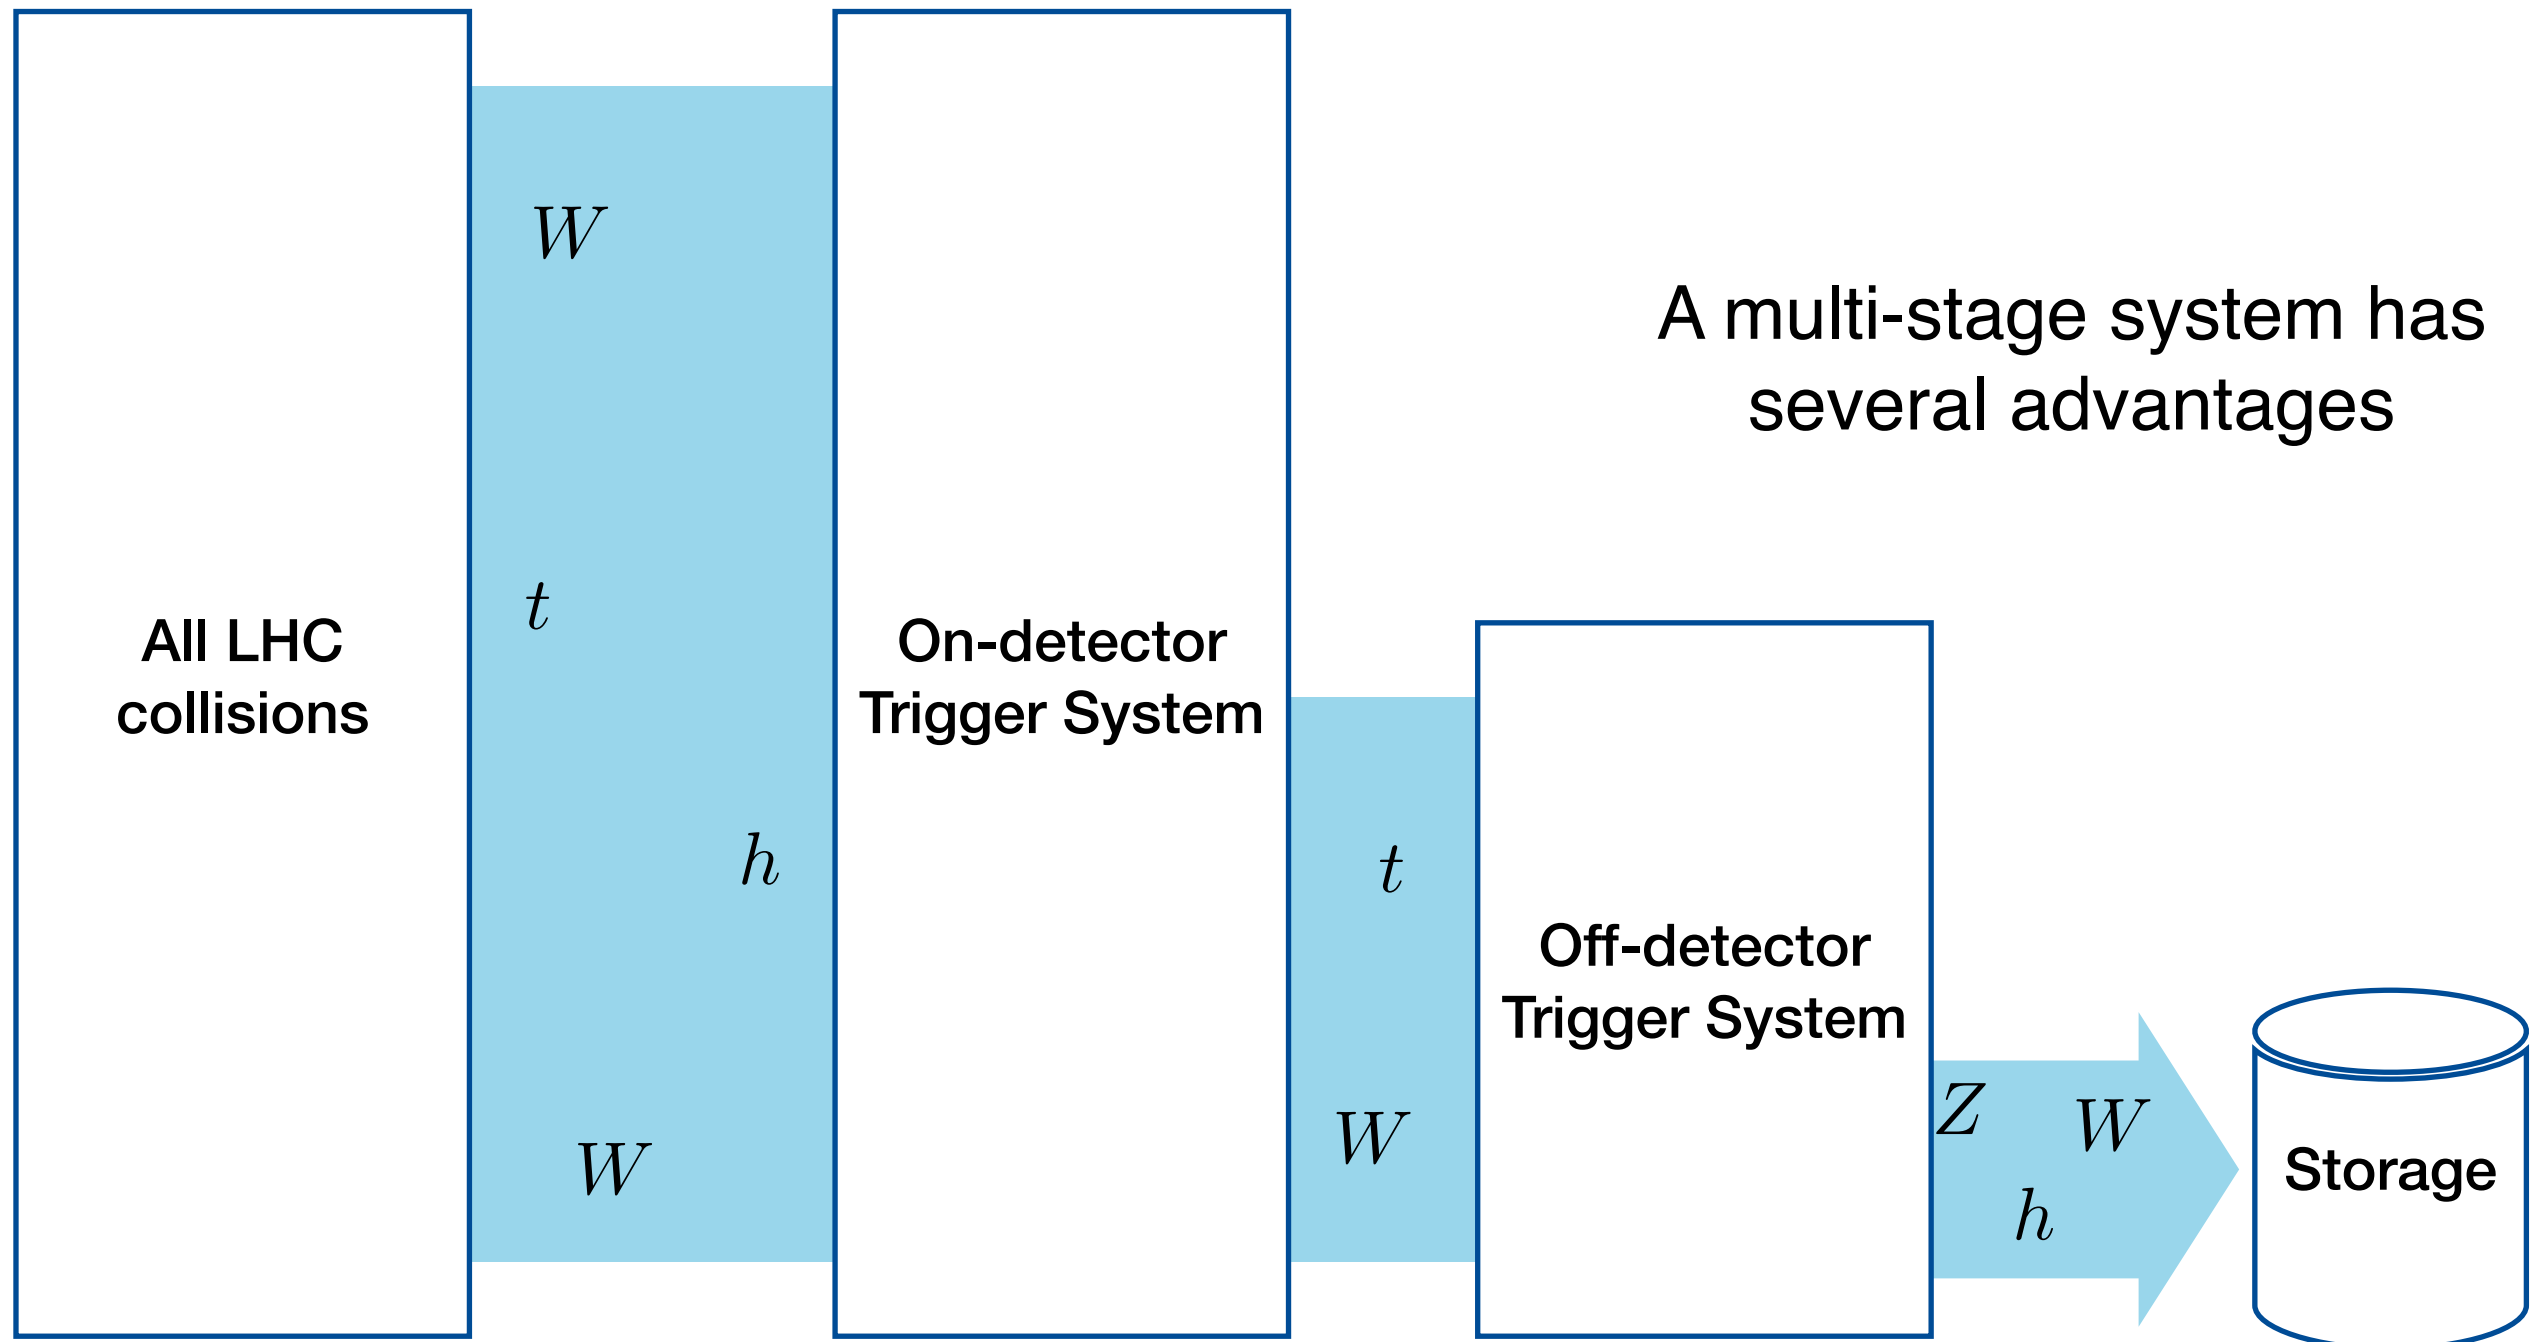 All LHC
collisions
W
t
h
W
On-detector
Trigger System
t
W
A multi-stage system has
several advantages
Off-detector
Trigger System
Z
W
h
Storage